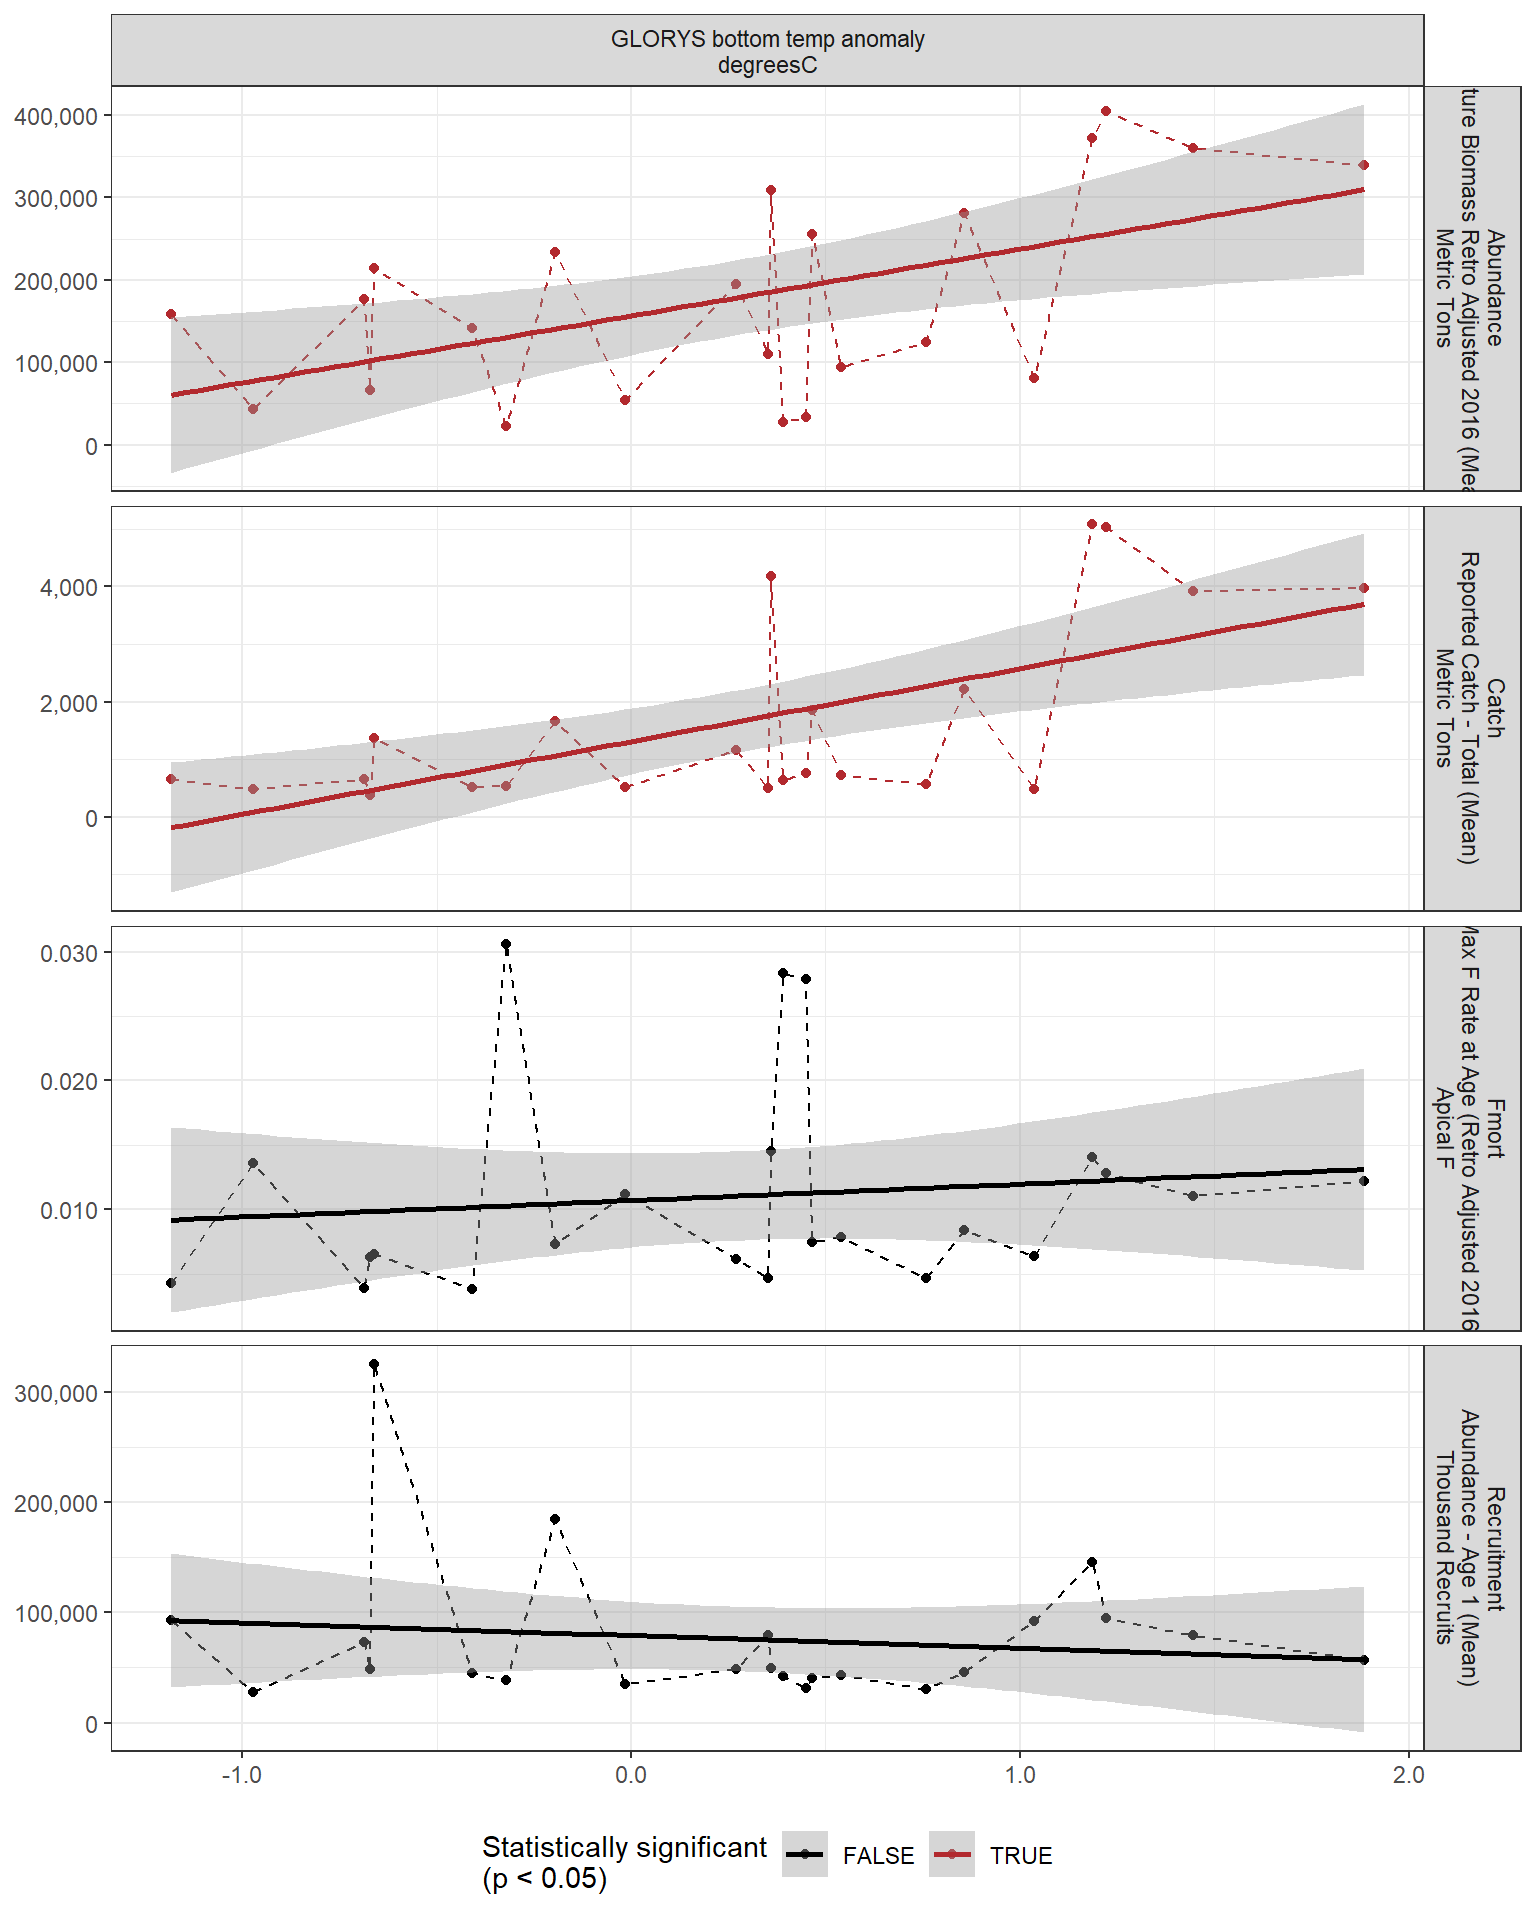 GLORYS bottom temp anomaly
degreesC
400,000
300,000
200,000
100,000
0
Abundance
Biomass Retro Adjusted 2016
Metric Tons
4,000
2,000
0
Catch
Reported Catch - Total (Mean)
Metric Tons
0.030
0.020
0.010
Fmort
F Rate at Age (Retro Adjusted 2016
Apical F
300,000
200,000
100,000
0
Recruitment
Abundance - Age 1 (Mean)
Thousand Recruits
-1.0
0.0
1.0
2.0
Statistically significant
(p < 0.05)
FALSE
TRUE